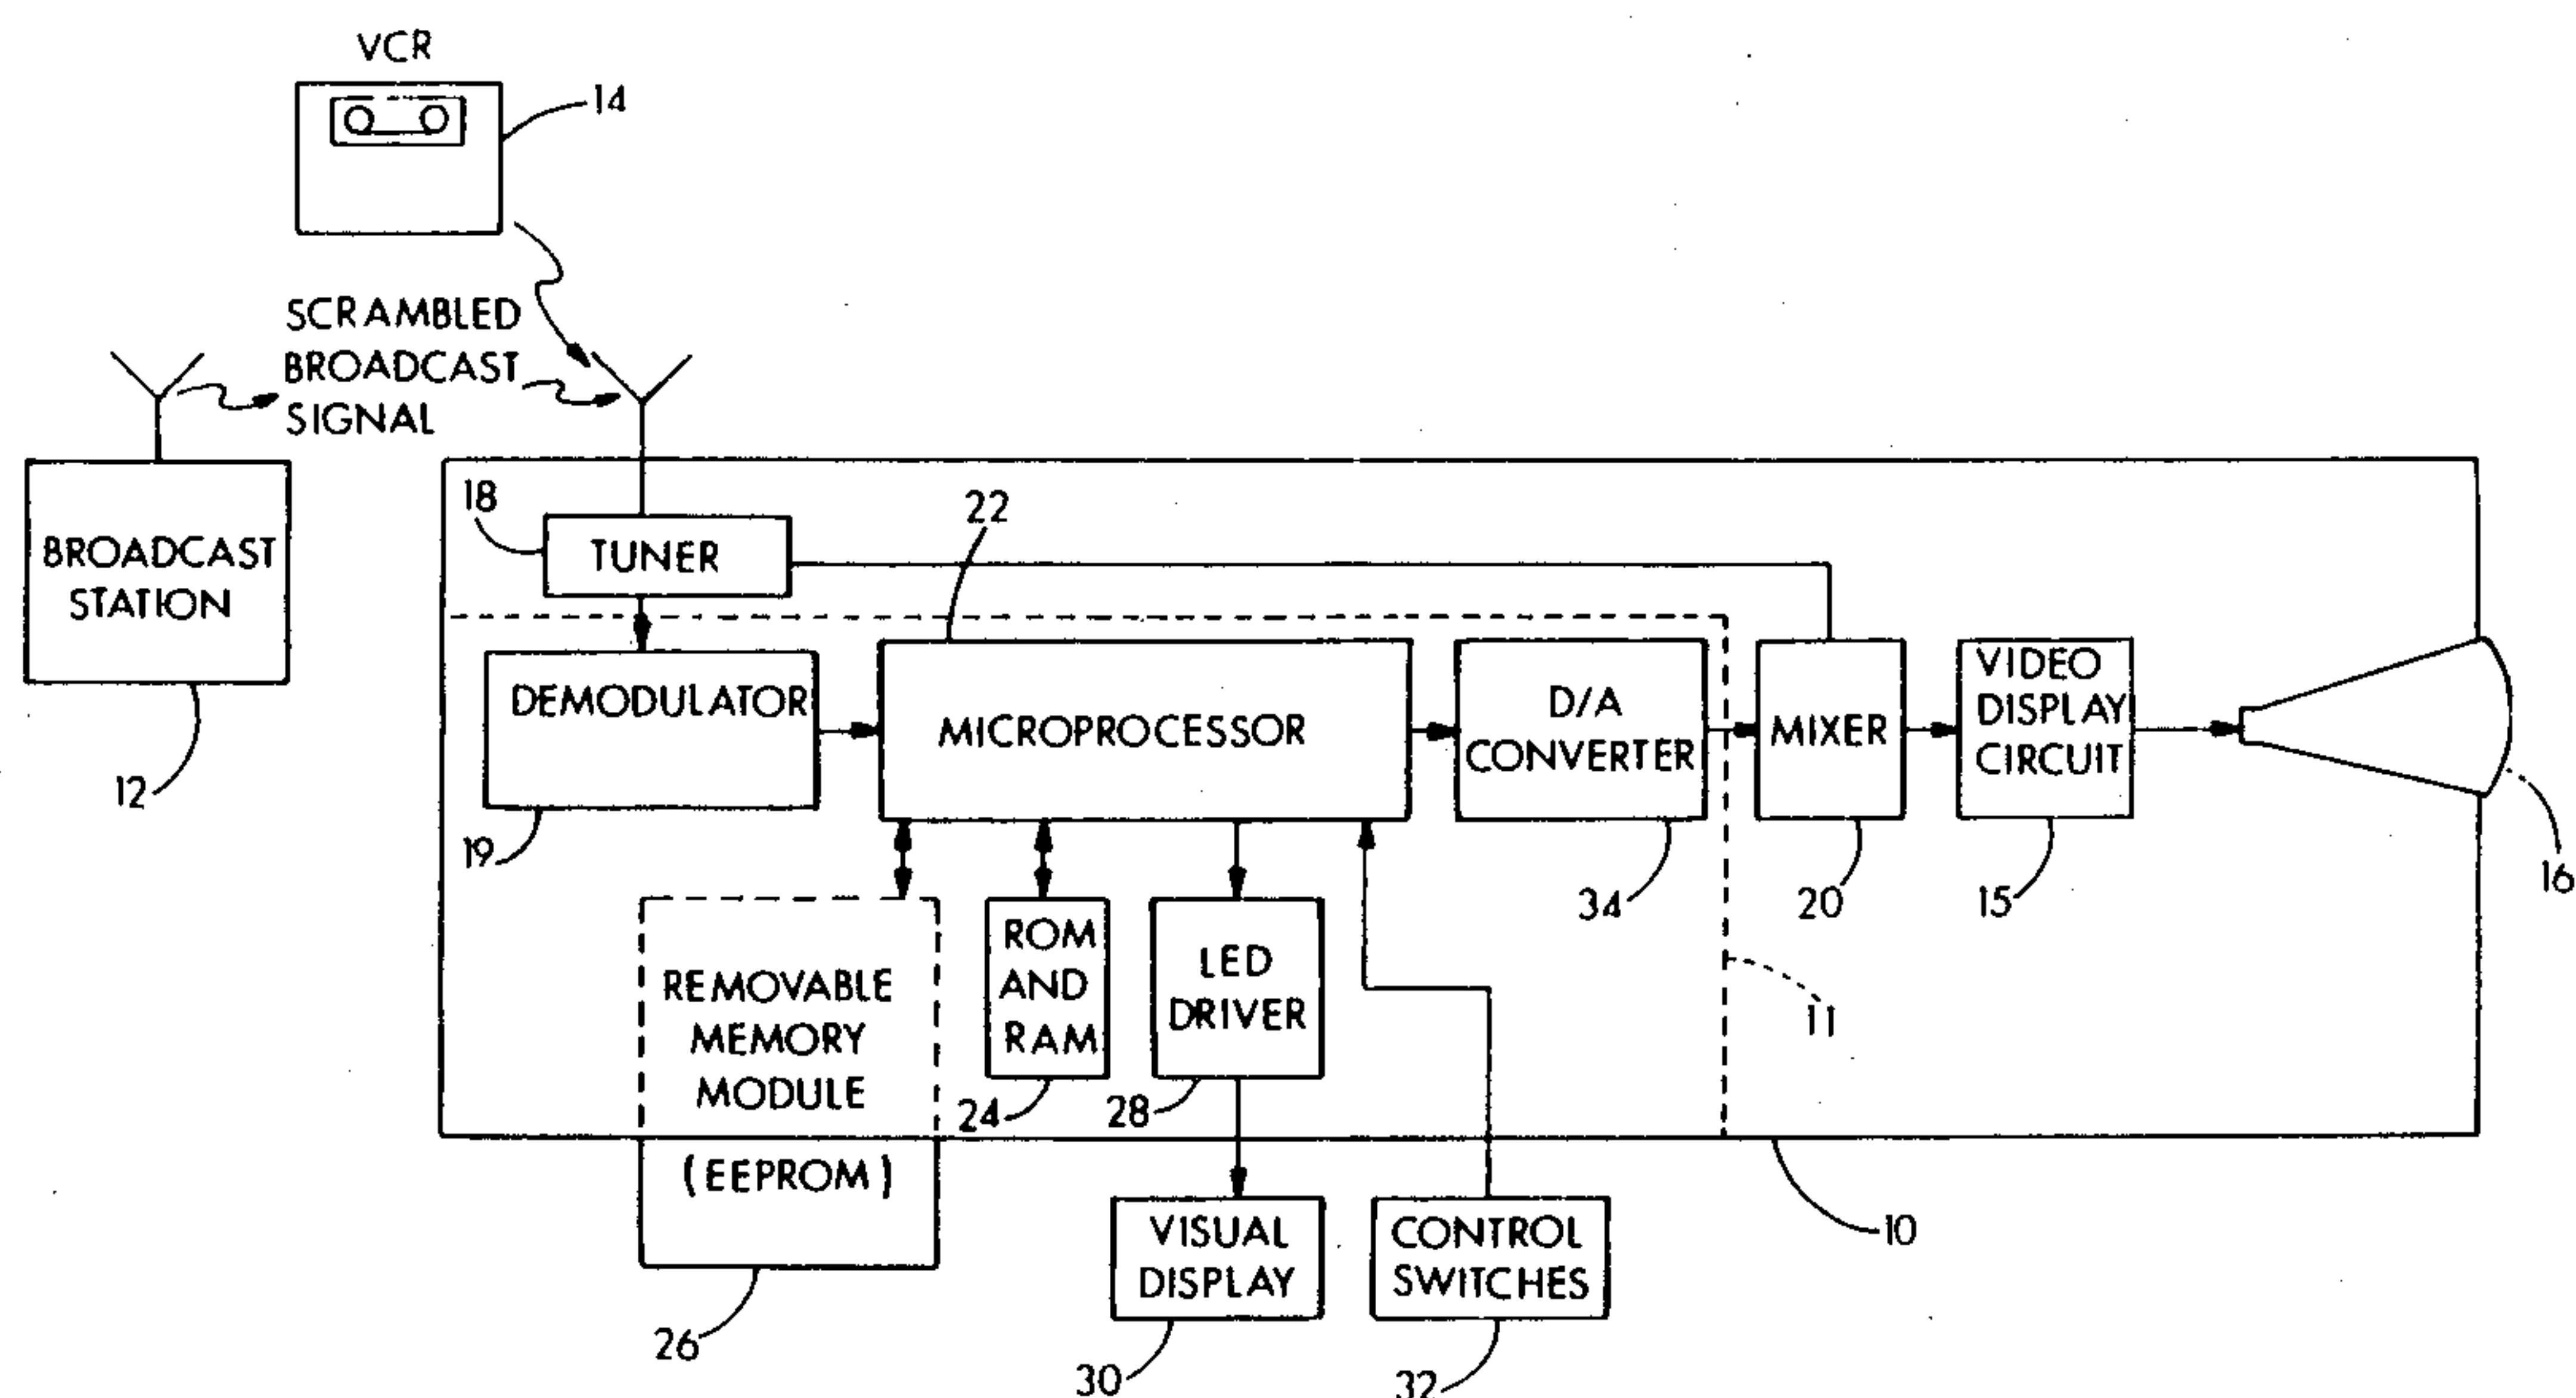 VCR
14
SCRAMBLED
BROADCAST
SIGNAL
BROADCAST
STATION
12
18
TUNER
22
DEMODULATOR
19
MICROPROCESSOR
D/A
CONVERTER
34
MIXER
20
VIDEO
DISPLAY
CIRCUIT
15
16
REMOVABLE
MEMORY
MODULE
(EEPROM)
26
ROM
AND
RAM
24
LED
DRIVER
28
11
10
VISUAL
DISPLAY
30
CONTROL
SWITCHES
32